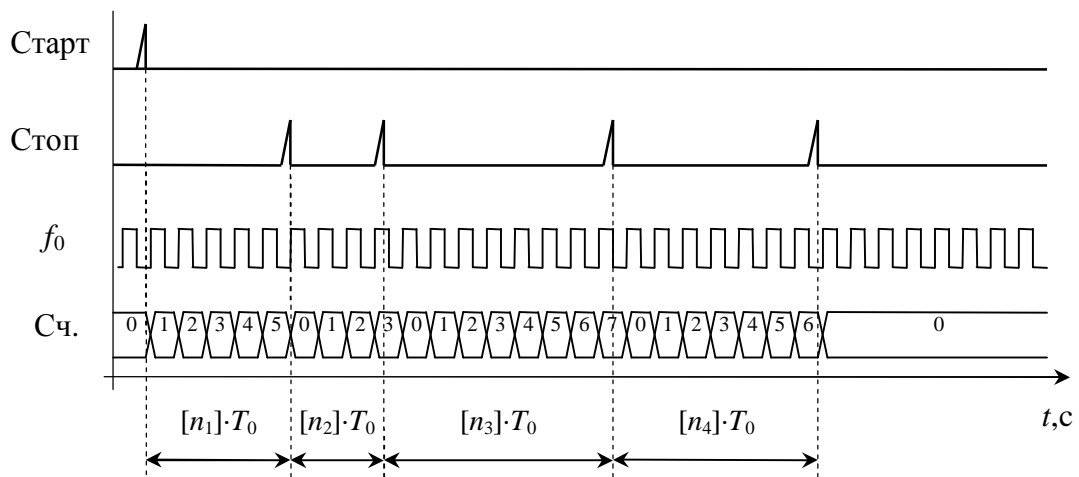 Старт
Стоп
f₀
Сч. 0 1 2 3 4 5 0 1 2 3 0 1 2 3 4 5 6 7 0 1 2 3 4 5 6 0
[n₁]·T₀ [n₂]·T₀ [n₃]·T₀ [n₄]·T₀ t,с